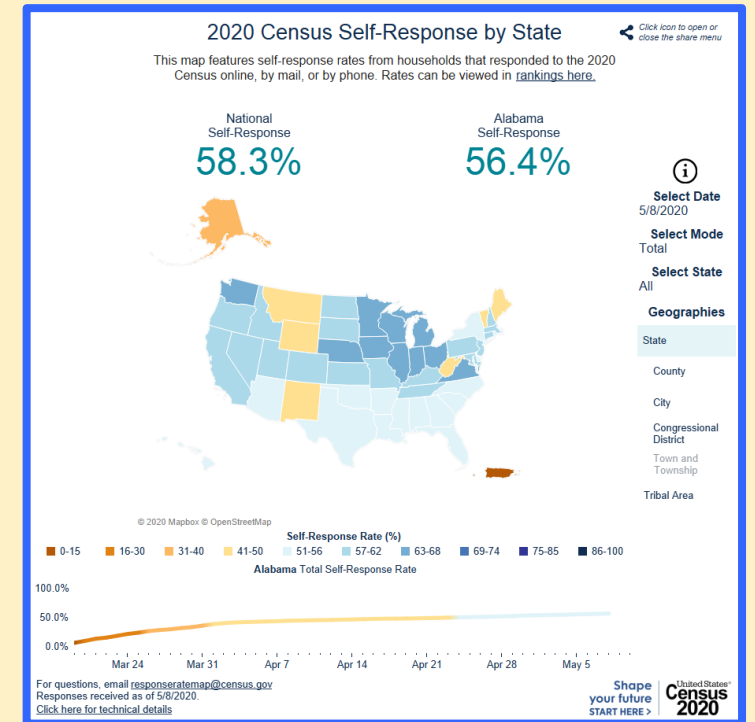 2020 Census Self-Response by State
Click icon to open or
close the share menu
This map features self-response rates from households that responded to the 2020
Census online, by mail, or by phone. Rates can be viewed in rankings here.
National
Self-Response
58.3%
Alabama
Self-Response
56.4%
i
Select Date
5/8/2020
Select Mode
Total
Select State
All
Geographies
State
County
City
Congressional
District
Town and
Township
Tribal Area
© 2020 Mapbox © OpenStreetMap
Self-Response Rate (%)
0-15 16-30 31-40 41-50 51-56 57-62 63-68 69-74 75-85 86-100
Alabama Total Self-Response Rate
100.0%
50.0%
0.0%
Mar 24 Mar 31 Apr 7 Apr 14 Apr 21 Apr 28 May 5
For questions, email responseratemap@census.gov
Responses received as of 5/8/2020.
Click here for technical details
Shape
your future
START HERE >
United States®
Census
2020